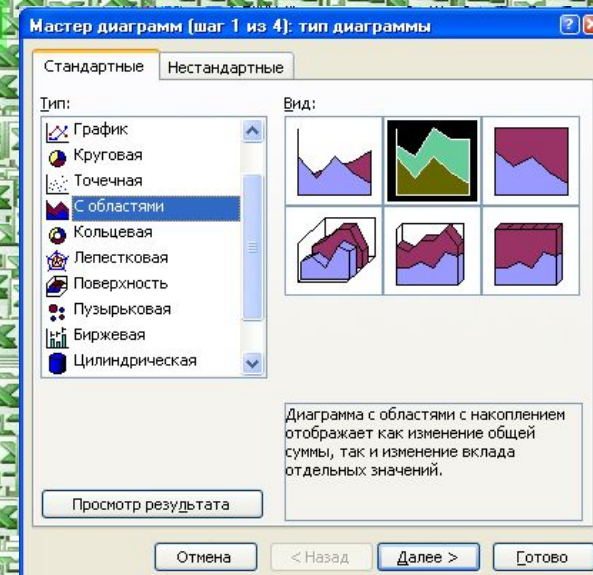 Мастер диаграмм (шаг 1 из 4): тип диаграммы
Стандартные
Нестандартные
Тип:
График
Круговая
Точечная
С областями
Кольцевая
Лепестковая
Поверхность
Пузырьковая
Биржевая
Цилиндрическая
Вид:
Диаграмма с областями с накоплением
отображает как изменение общей
суммы, так и изменение вклада
отдельных значений.
Просмотр результата
Отмена
< Назад
Далее >
Готово